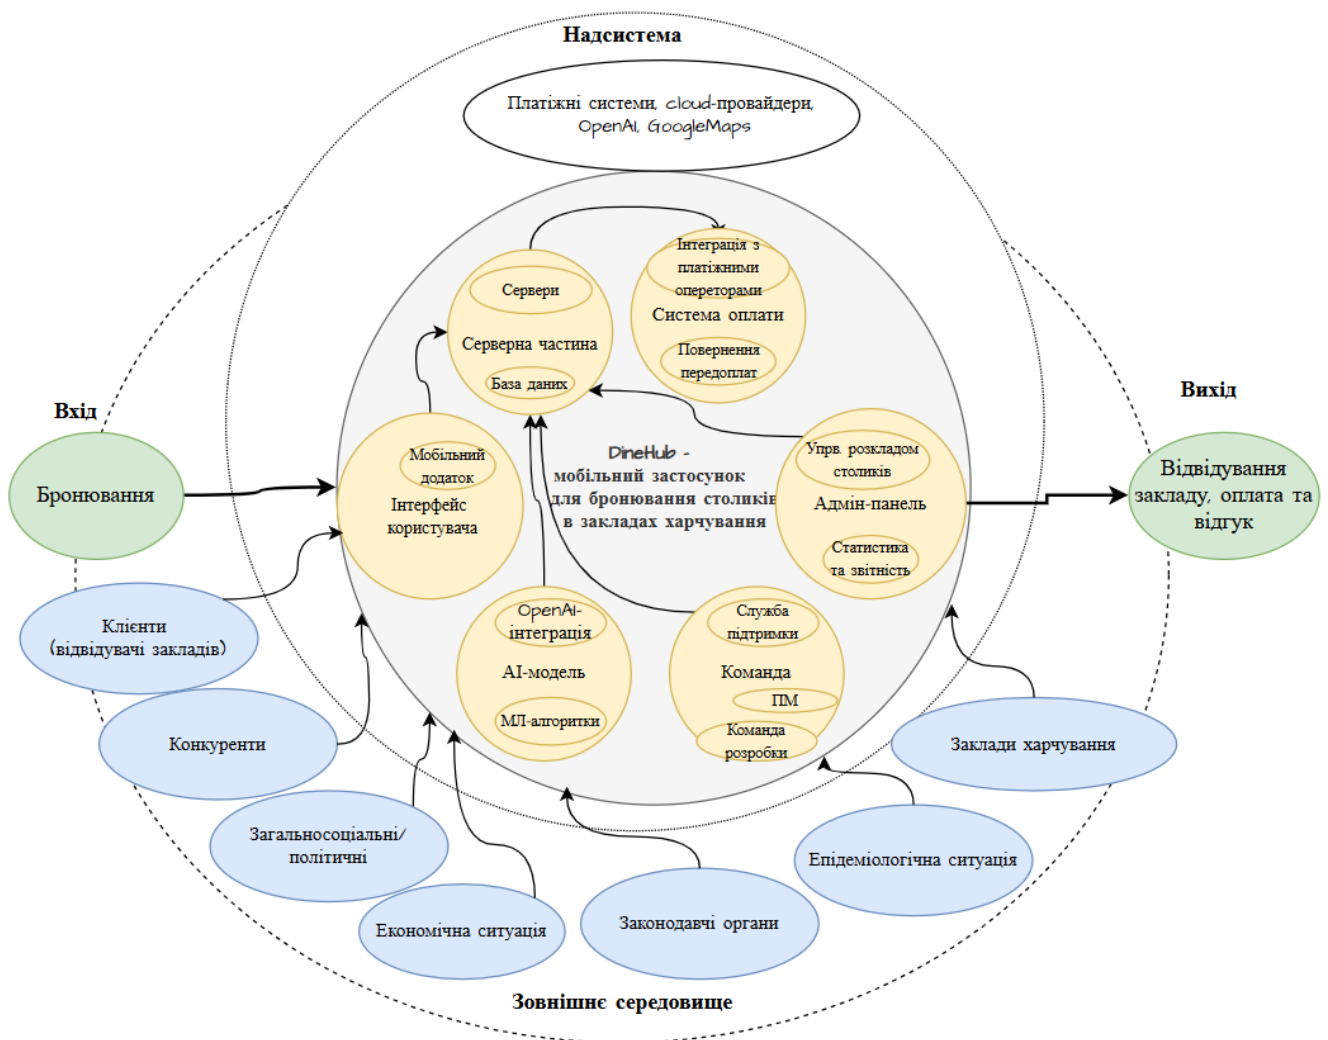 Надсистема
Платіжні системи, cloud-провайдери,
OpenAI, GoogleMaps
Інтеграція з
платіжними
опереторами
Система оплати
Повернення
передоплат
Сервери
Серверна частина
База даних
Вхід
Бронювання
Мобільний
додаток
Інтерфейс
користувача
DineHub -
мобільний застосунок
для бронювання столиків
в закладах харчування
Упрв. розкладом
столиків
Адмін-панель
Статистика
та звітність
Вихід
Відвідування
закладу, оплата та
відгук
OpenAI-
інтеграція
AI-модель
МЛ-алгоритки
Служба
підтримки
Команда
ПМ
Команда
розробки
Клієнти
(відвідувачі закладів)
Конкуренти
Загальносоціальні/
політичні
Економічна ситуація
Законодавчі органи
Епідеміологічна ситуація
Заклади харчування
Зовнішнє середовище